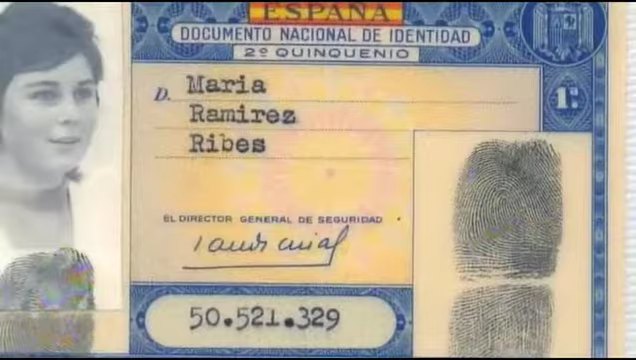 ESPAÑA
DOCUMENTO NACIONAL DE IDENTIDAD
2º QUINQUENIO
D. Maria
Ramirez
Ribes
1ª
EL DIRECTOR GENERAL DE SEGURIDAD
50.521.329